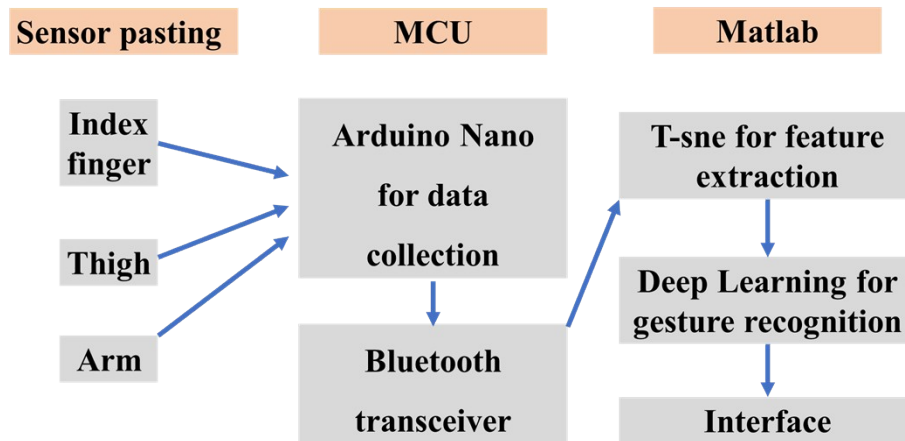 Sensor pasting
MCU
Matlab
Index
finger
Thigh
Arm
Arduino Nano
for data
collection
Bluetooth
transceiver
T-sne for feature
extraction
Deep Learning for
gesture recognition
Interface